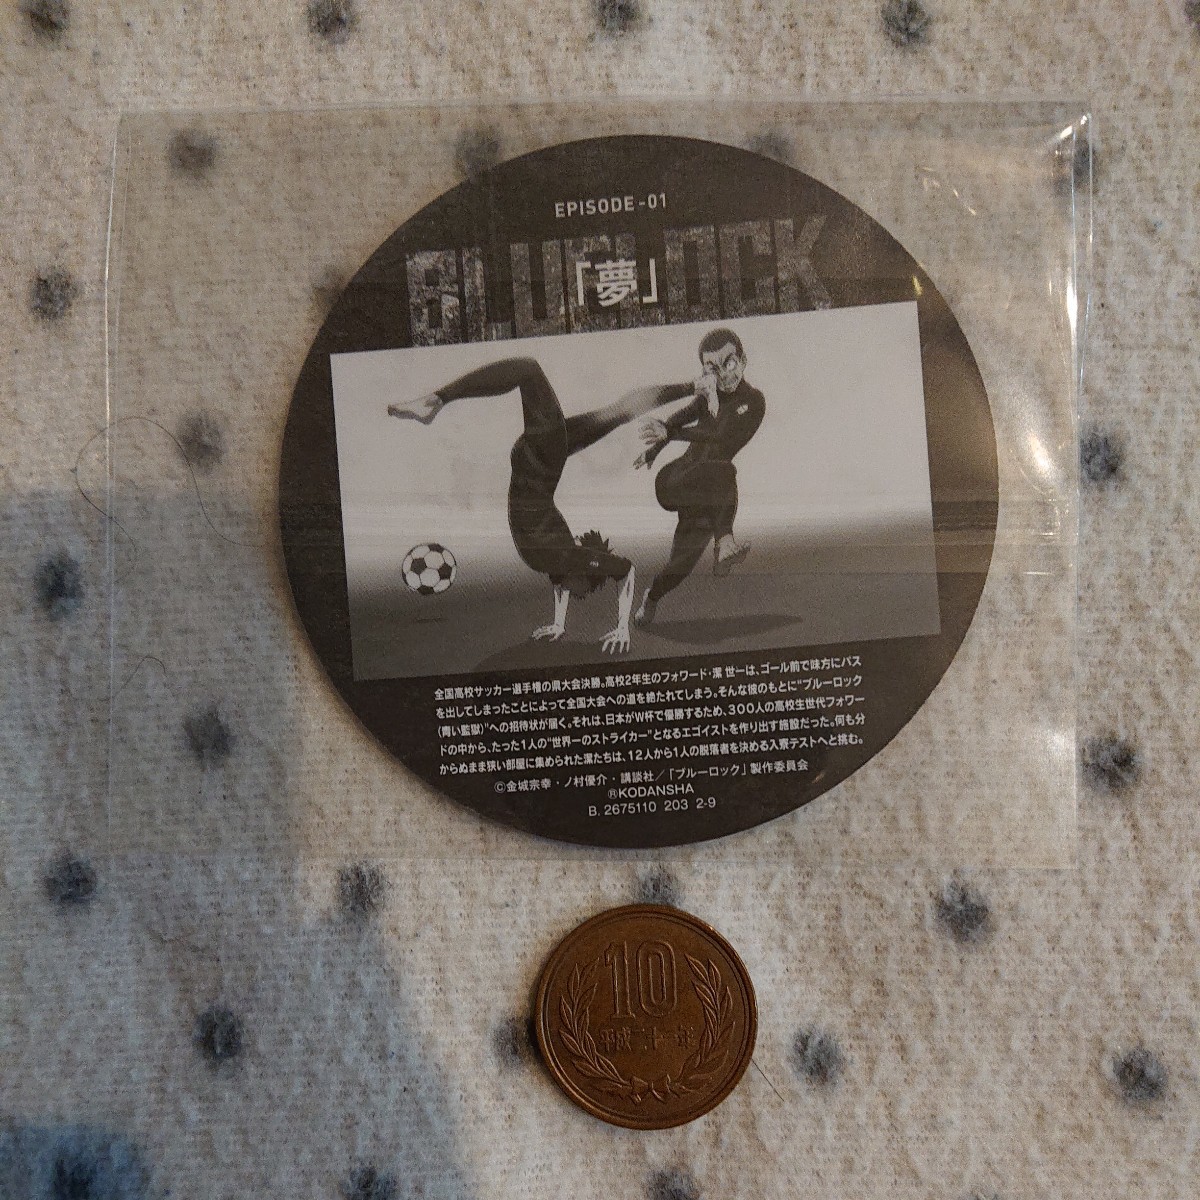 EPISODE-01
BLUELOCK
「夢」
全国高校サッカー選手権の県大会決勝。高校2年生のフォワード・潔 世一は、ゴール前で味方にパス
を出してしまったことによって全国大会への道を絶たれてしまう。そんな彼のもとに“ブルーロック
(青い監獄)”への招待状が届く。それは、日本がW杯で優勝するため、300人の高校生世代フォワー
ドの中から、たった1人の“世界一のストライカー”となるエゴイストを作り出す施設だった。何も分
からぬまま狭い部屋に集められた潔たちは、12人から1人の脱落者を決める入寮テストへと挑む。
©金城宗幸・ノ村優介・講談社／「ブルーロック」製作委員会
®KODANSHA
B. 2675110 203 2-9
10
平成二十一年